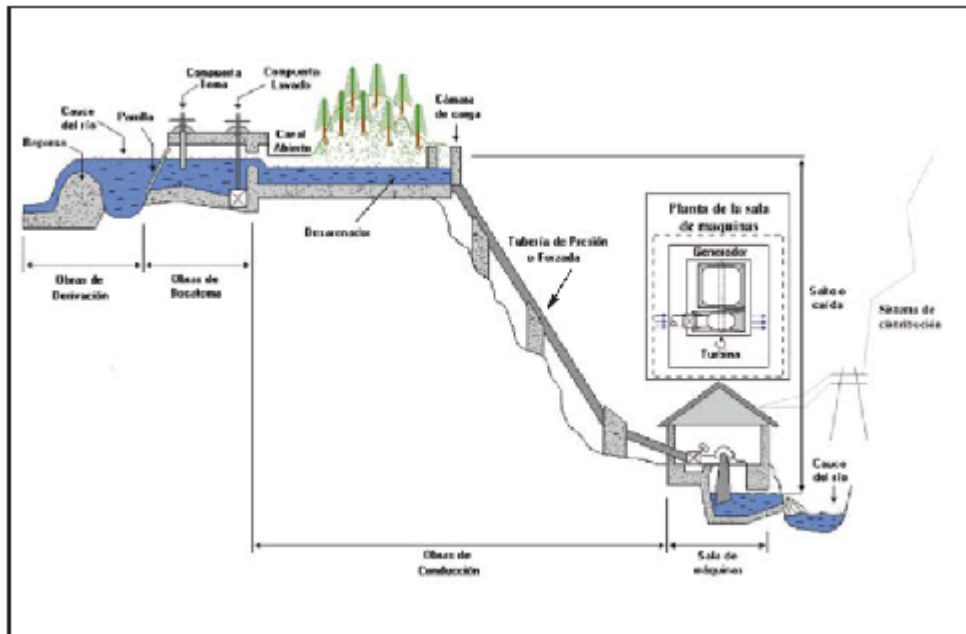 Compuerta
Toma
Compuerta
Lavado
Cauce
del río
Rejilla
Represa
Canal
Abierto
Cámara
de carga
Desarenador
Obras de
Derivación
Obras de
Bocatoma
Tubería de Presión
o Forzada
Planta de la sala
de maquinas
Generador
Turbina
Salto o
caída
Sistema de
distribución
Cauce
del río
Obras de
Conducción
Sala de
máquinas